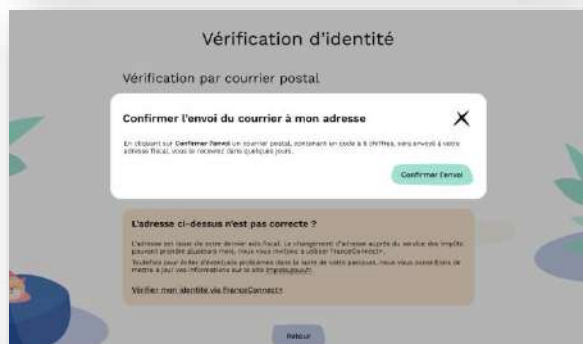 Vérification d'identité
Vérification par courrier postal
Confirmer l'envoi du courrier à mon adresse
En cliquant sur Confirmer l'envoi un courrier postal, contenant un code à 6 chiffres, sera envoyé à votre
adresse fiscal, vous le recevrez dans quelques jours.
Confirmer l'envoi
L'adresse ci-dessus n'est pas correcte ?
L'adresse est issue de votre dernier avis fiscal. Le changement d'adresse auprès du service des impôts
pouvant prendre plusieurs mois, nous vous invitons à utiliser FranceConnect+.
Toutefois pour éviter d'éventuels problèmes dans la suite de votre parcours, nous vous conseillons de
mettre à jour vos informations sur le site impots.gouv.fr.
Vérifier mon identité via FranceConnect+
Retour